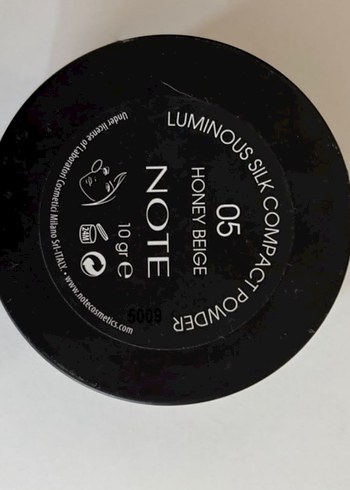 LUMINOUS SILK COMPACT POWDER
05
HONEY BEIGE
NOTE
10 gr e
24M
Under license of Laboratori Cosmetici Milano Srl-ITALY. • www.notecosmetics.com
5009